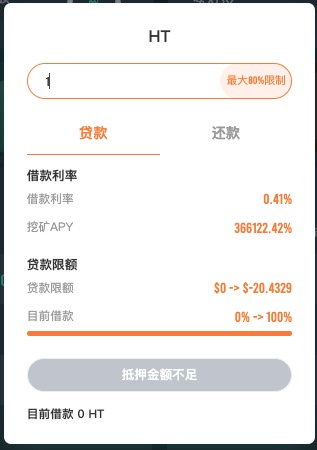 HT
1
最大80%限制
贷款
还款
借款利率
借款利率 0.41%
挖矿APY 366122.42%
贷款限额
贷款限额 $0 -> $-20.4329
目前借款 0% -> 100%
抵押金额不足
目前借款 0 HT